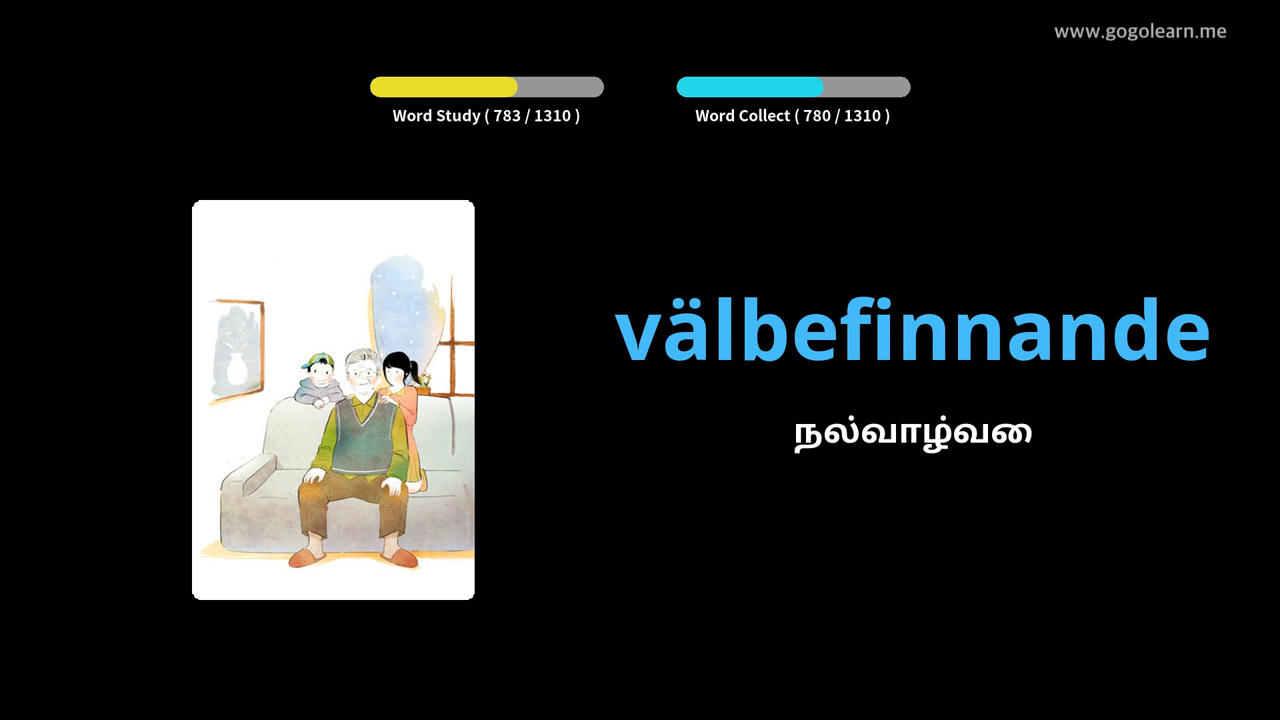 www.gogolearn.me
Word Study ( 783 / 1310 )
Word Collect ( 780 / 1310 )
välbefinnande
நல்வாழ்வை